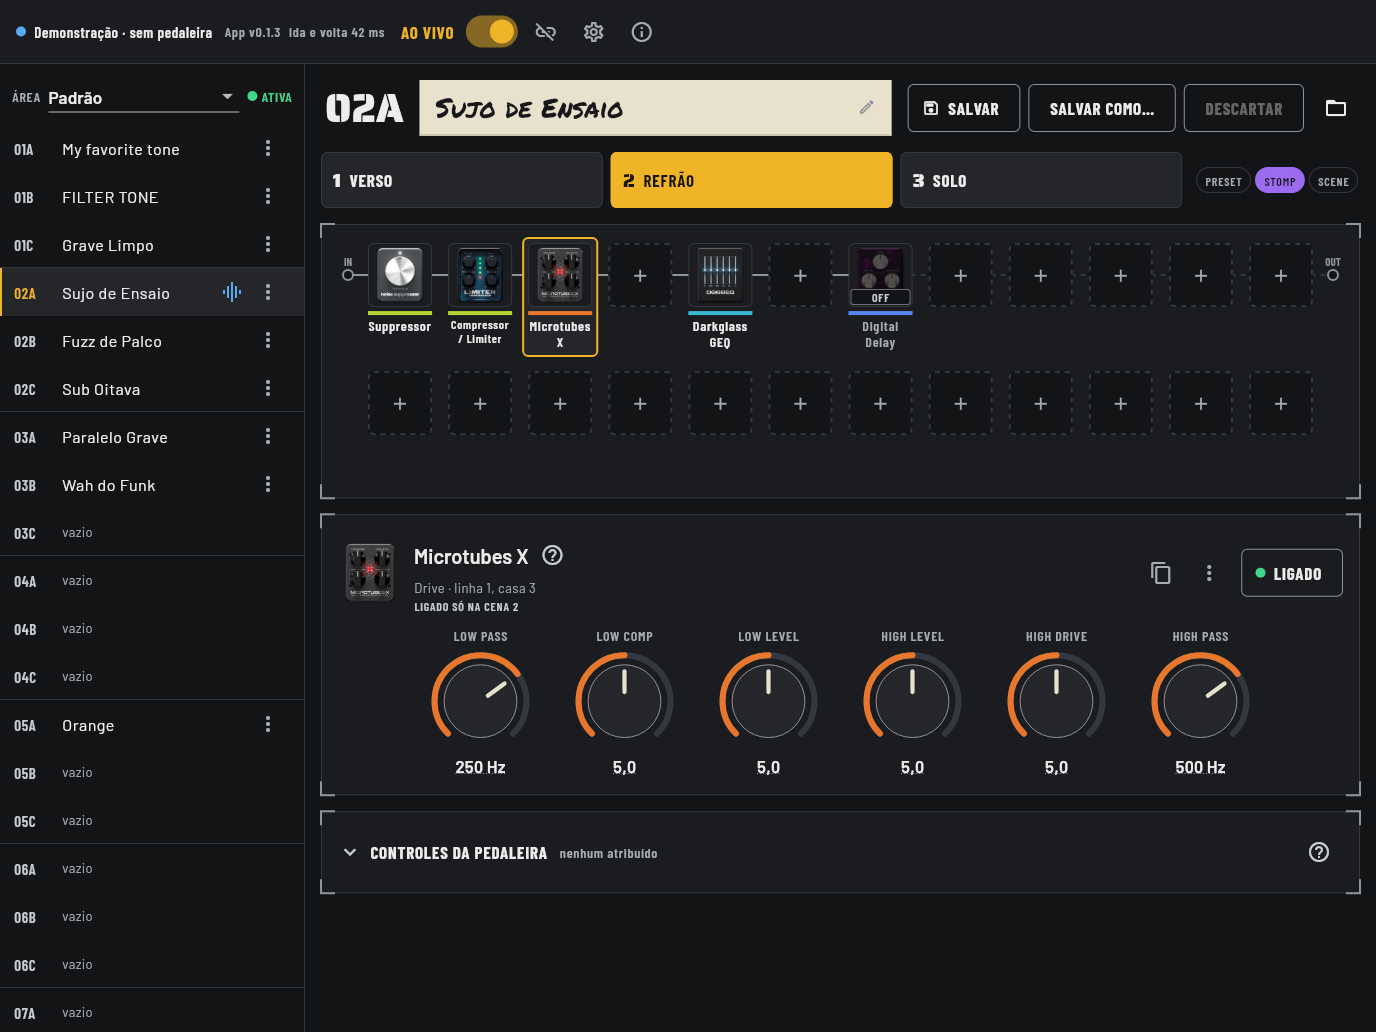 Demonstração · sem pedaleira App v0.1.3 Ida e volta 42 ms AO VIVO
ÁREA Padrão ATIVA
01A My favorite tone
01B FILTER TONE
01C Grave Limpo
02A Sujo de Ensaio
02B Fuzz de Palco
02C Sub Oitava
03A Paralelo Grave
03B Wah do Funk
03C vazio
04A vazio
04B vazio
04C vazio
05A Orange
05B vazio
05C vazio
06A vazio
06B vazio
06C vazio
07A vazio
02A Sujo de Ensaio SALVAR SALVAR COMO... DESCARTAR
1 VERSO 2 REFRÃO 3 SOLO PRESET STOMP SCENE
IN OUT
LIMITER
OFF
Suppressor Compressor / Limiter Microtubes X Darkglass GEQ Digital Delay
Microtubes X
Drive · linha 1, casa 3
LIGADO SÓ NA CENA 2
LIGADO
LOW PASS LOW COMP LOW LEVEL HIGH LEVEL HIGH DRIVE HIGH PASS
250 Hz 5,0 5,0 5,0 5,0 500 Hz
CONTROLES DA PEDALEIRA nenhum atribuído